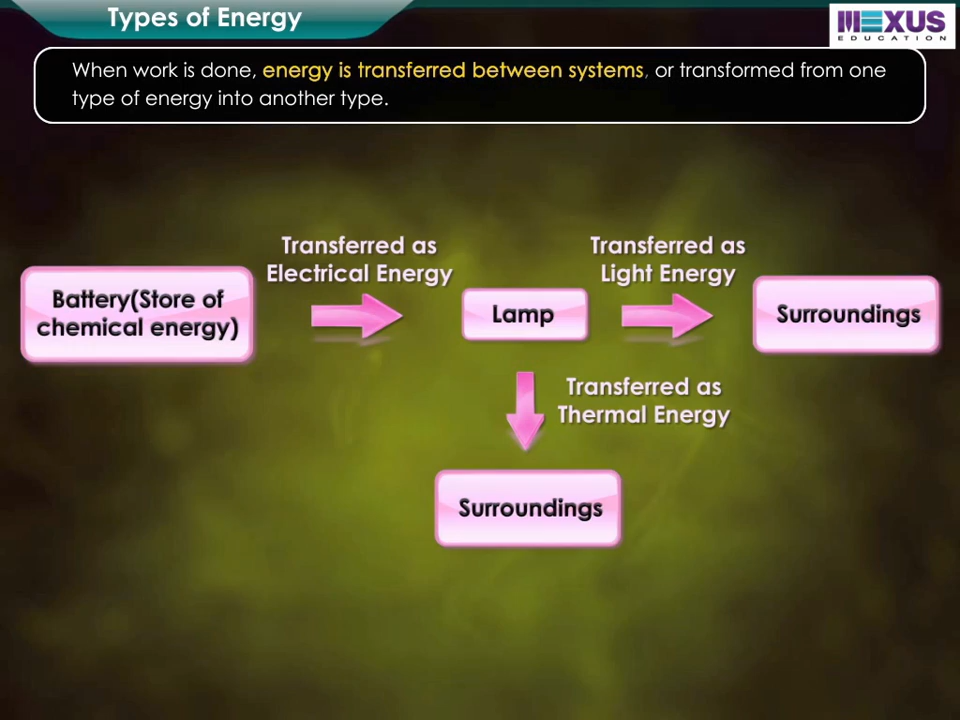 Types of Energy
MEXUS
EDUCATION
When work is done, energy is transferred between systems, or transformed from one
type of energy into another type.
Transferred as
Electrical Energy
Transferred as
Light Energy
Battery(Store of
chemical energy)
Lamp
Surroundings
Transferred as
Thermal Energy
Surroundings